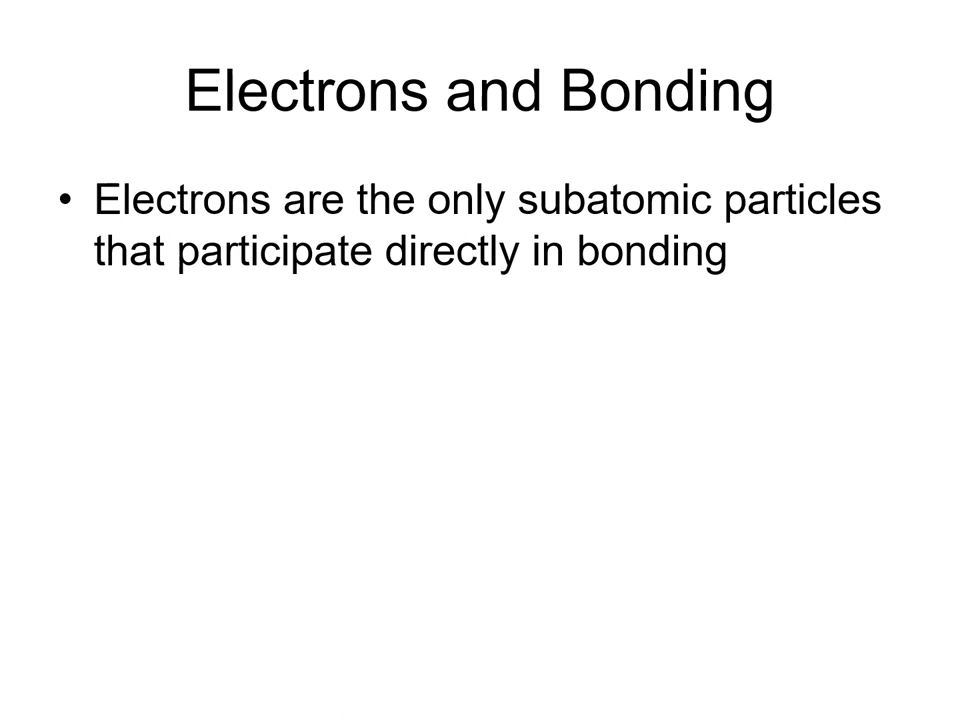 Electrons and Bonding
• Electrons are the only subatomic particles
that participate directly in bonding